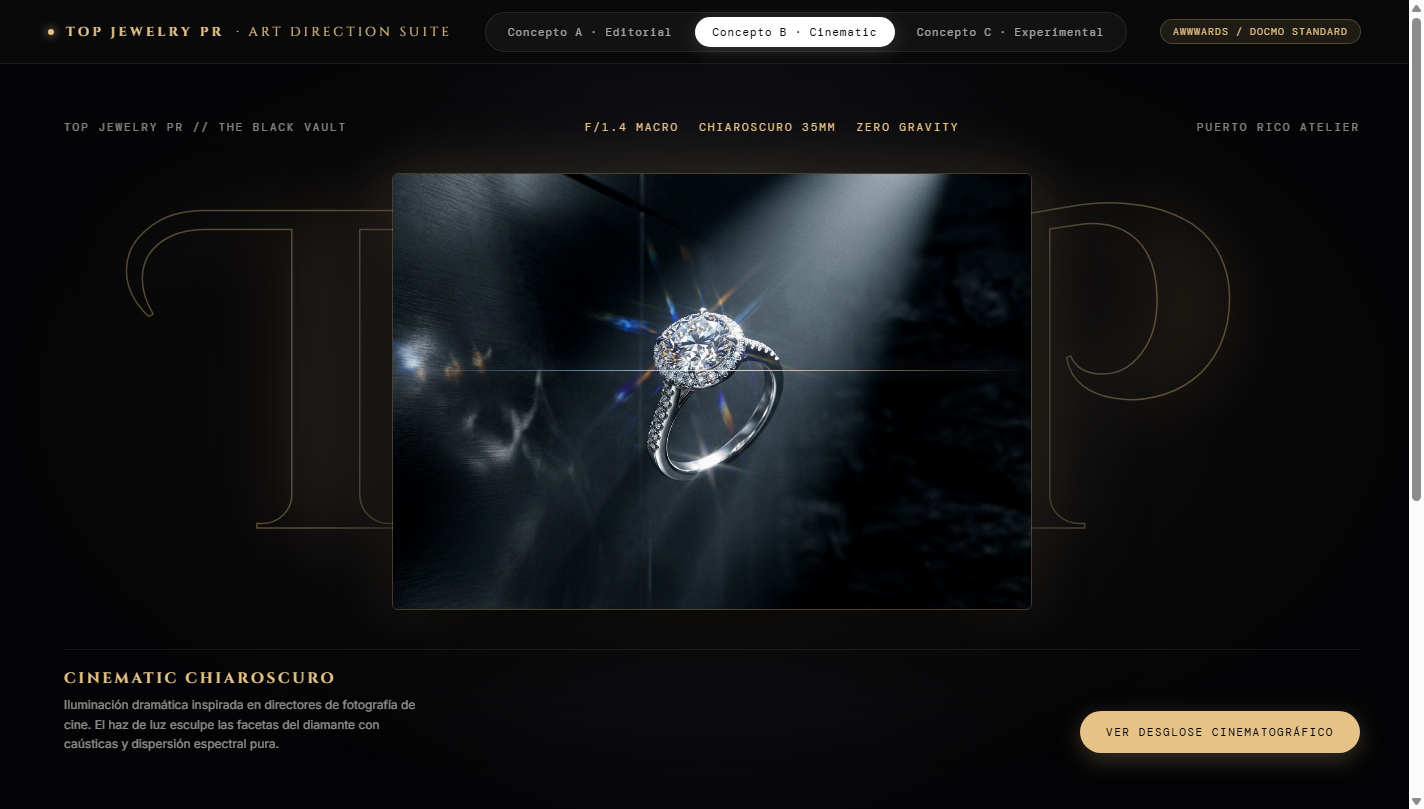 TOP JEWELRY PR · ART DIRECTION SUITE
Concepto A · Editorial
Concepto B · Cinematic
Concepto C · Experimental
AWWWARDS / DOCMO STANDARD
TOP JEWELRY PR // THE BLACK VAULT
F/1.4 MACRO CHIAROSCURO 35MM ZERO GRAVITY
PUERTO RICO ATELIER
T P
CINEMATIC CHIAROSCURO
Iluminación dramática inspirada en directores de fotografía de
cine. El haz de luz esculpe las facetas del diamante con
caústicas y dispersión espectral pura.
VER DESGLOSE CINEMATOGRÁFICO